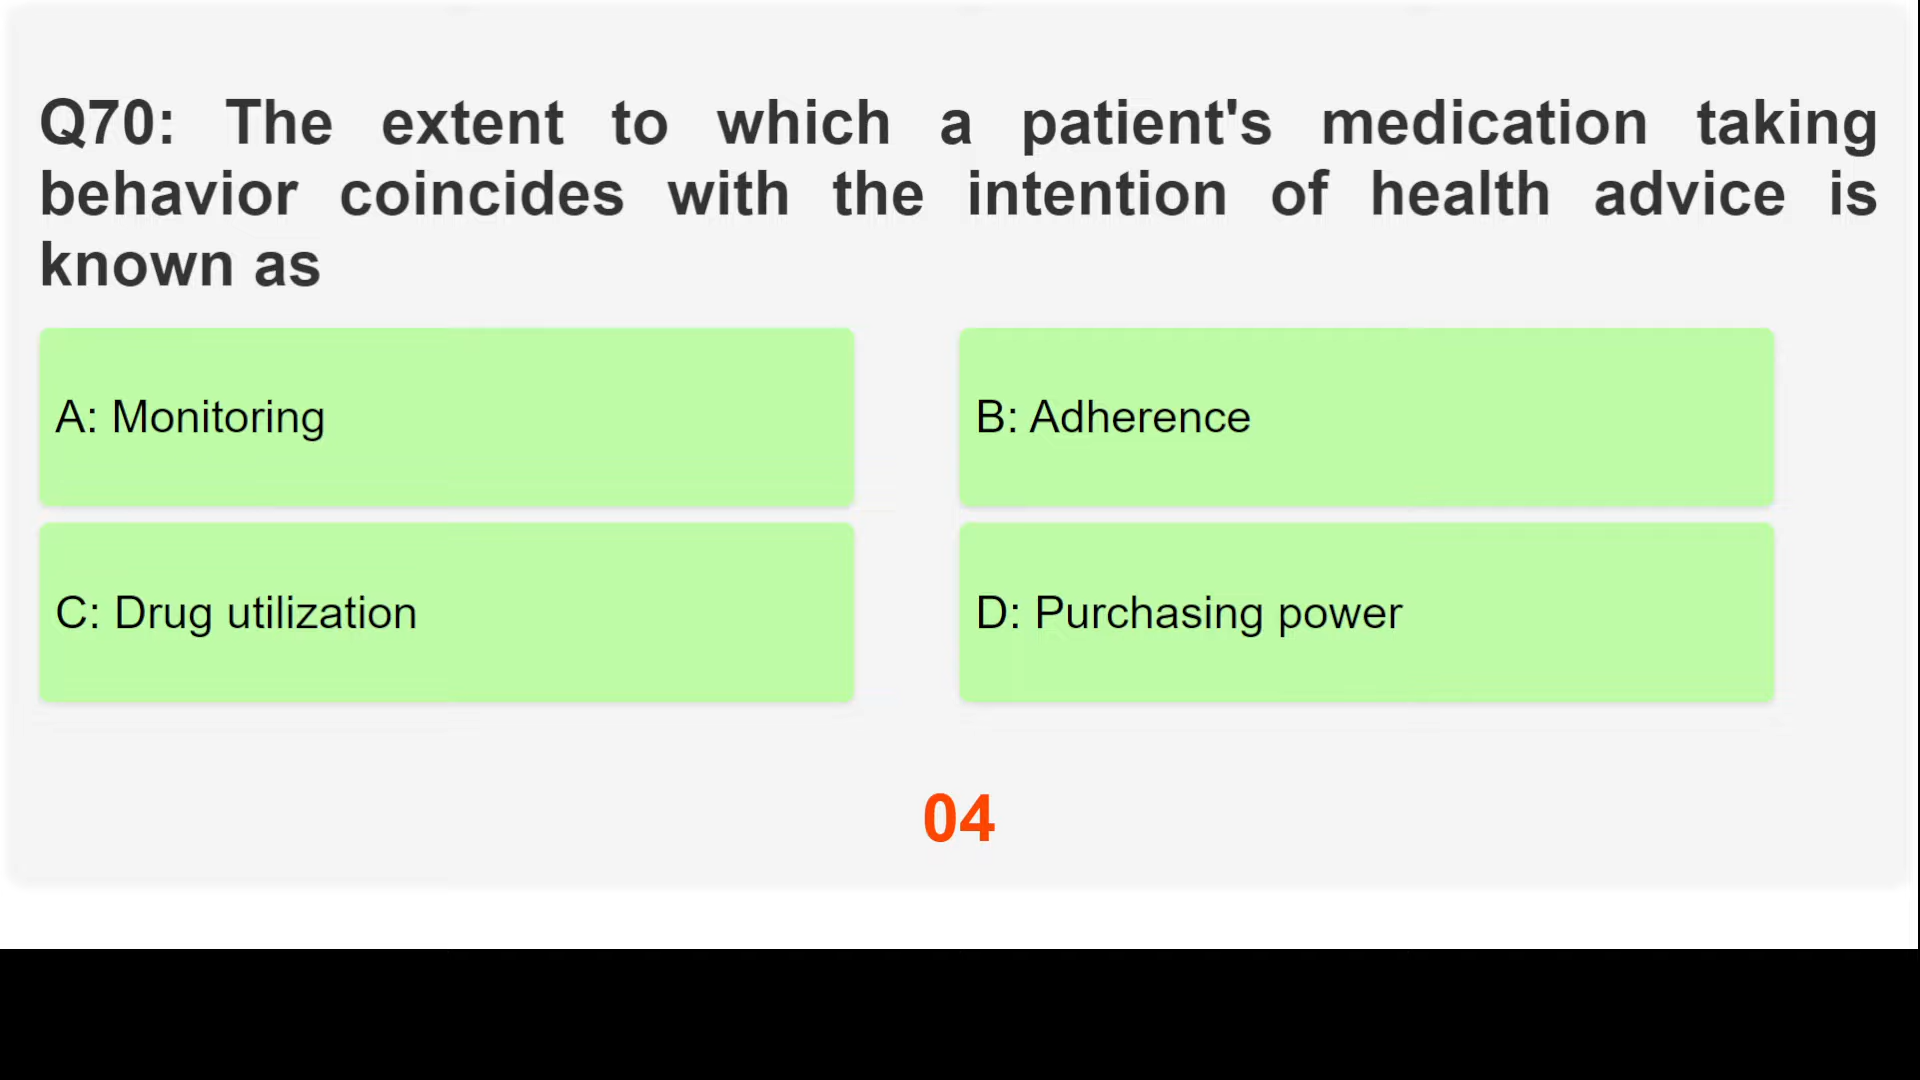 Q70: The extent to which a patient's medication taking
behavior coincides with the intention of health advice is
known as
A: Monitoring
B: Adherence
C: Drug utilization
D: Purchasing power
04